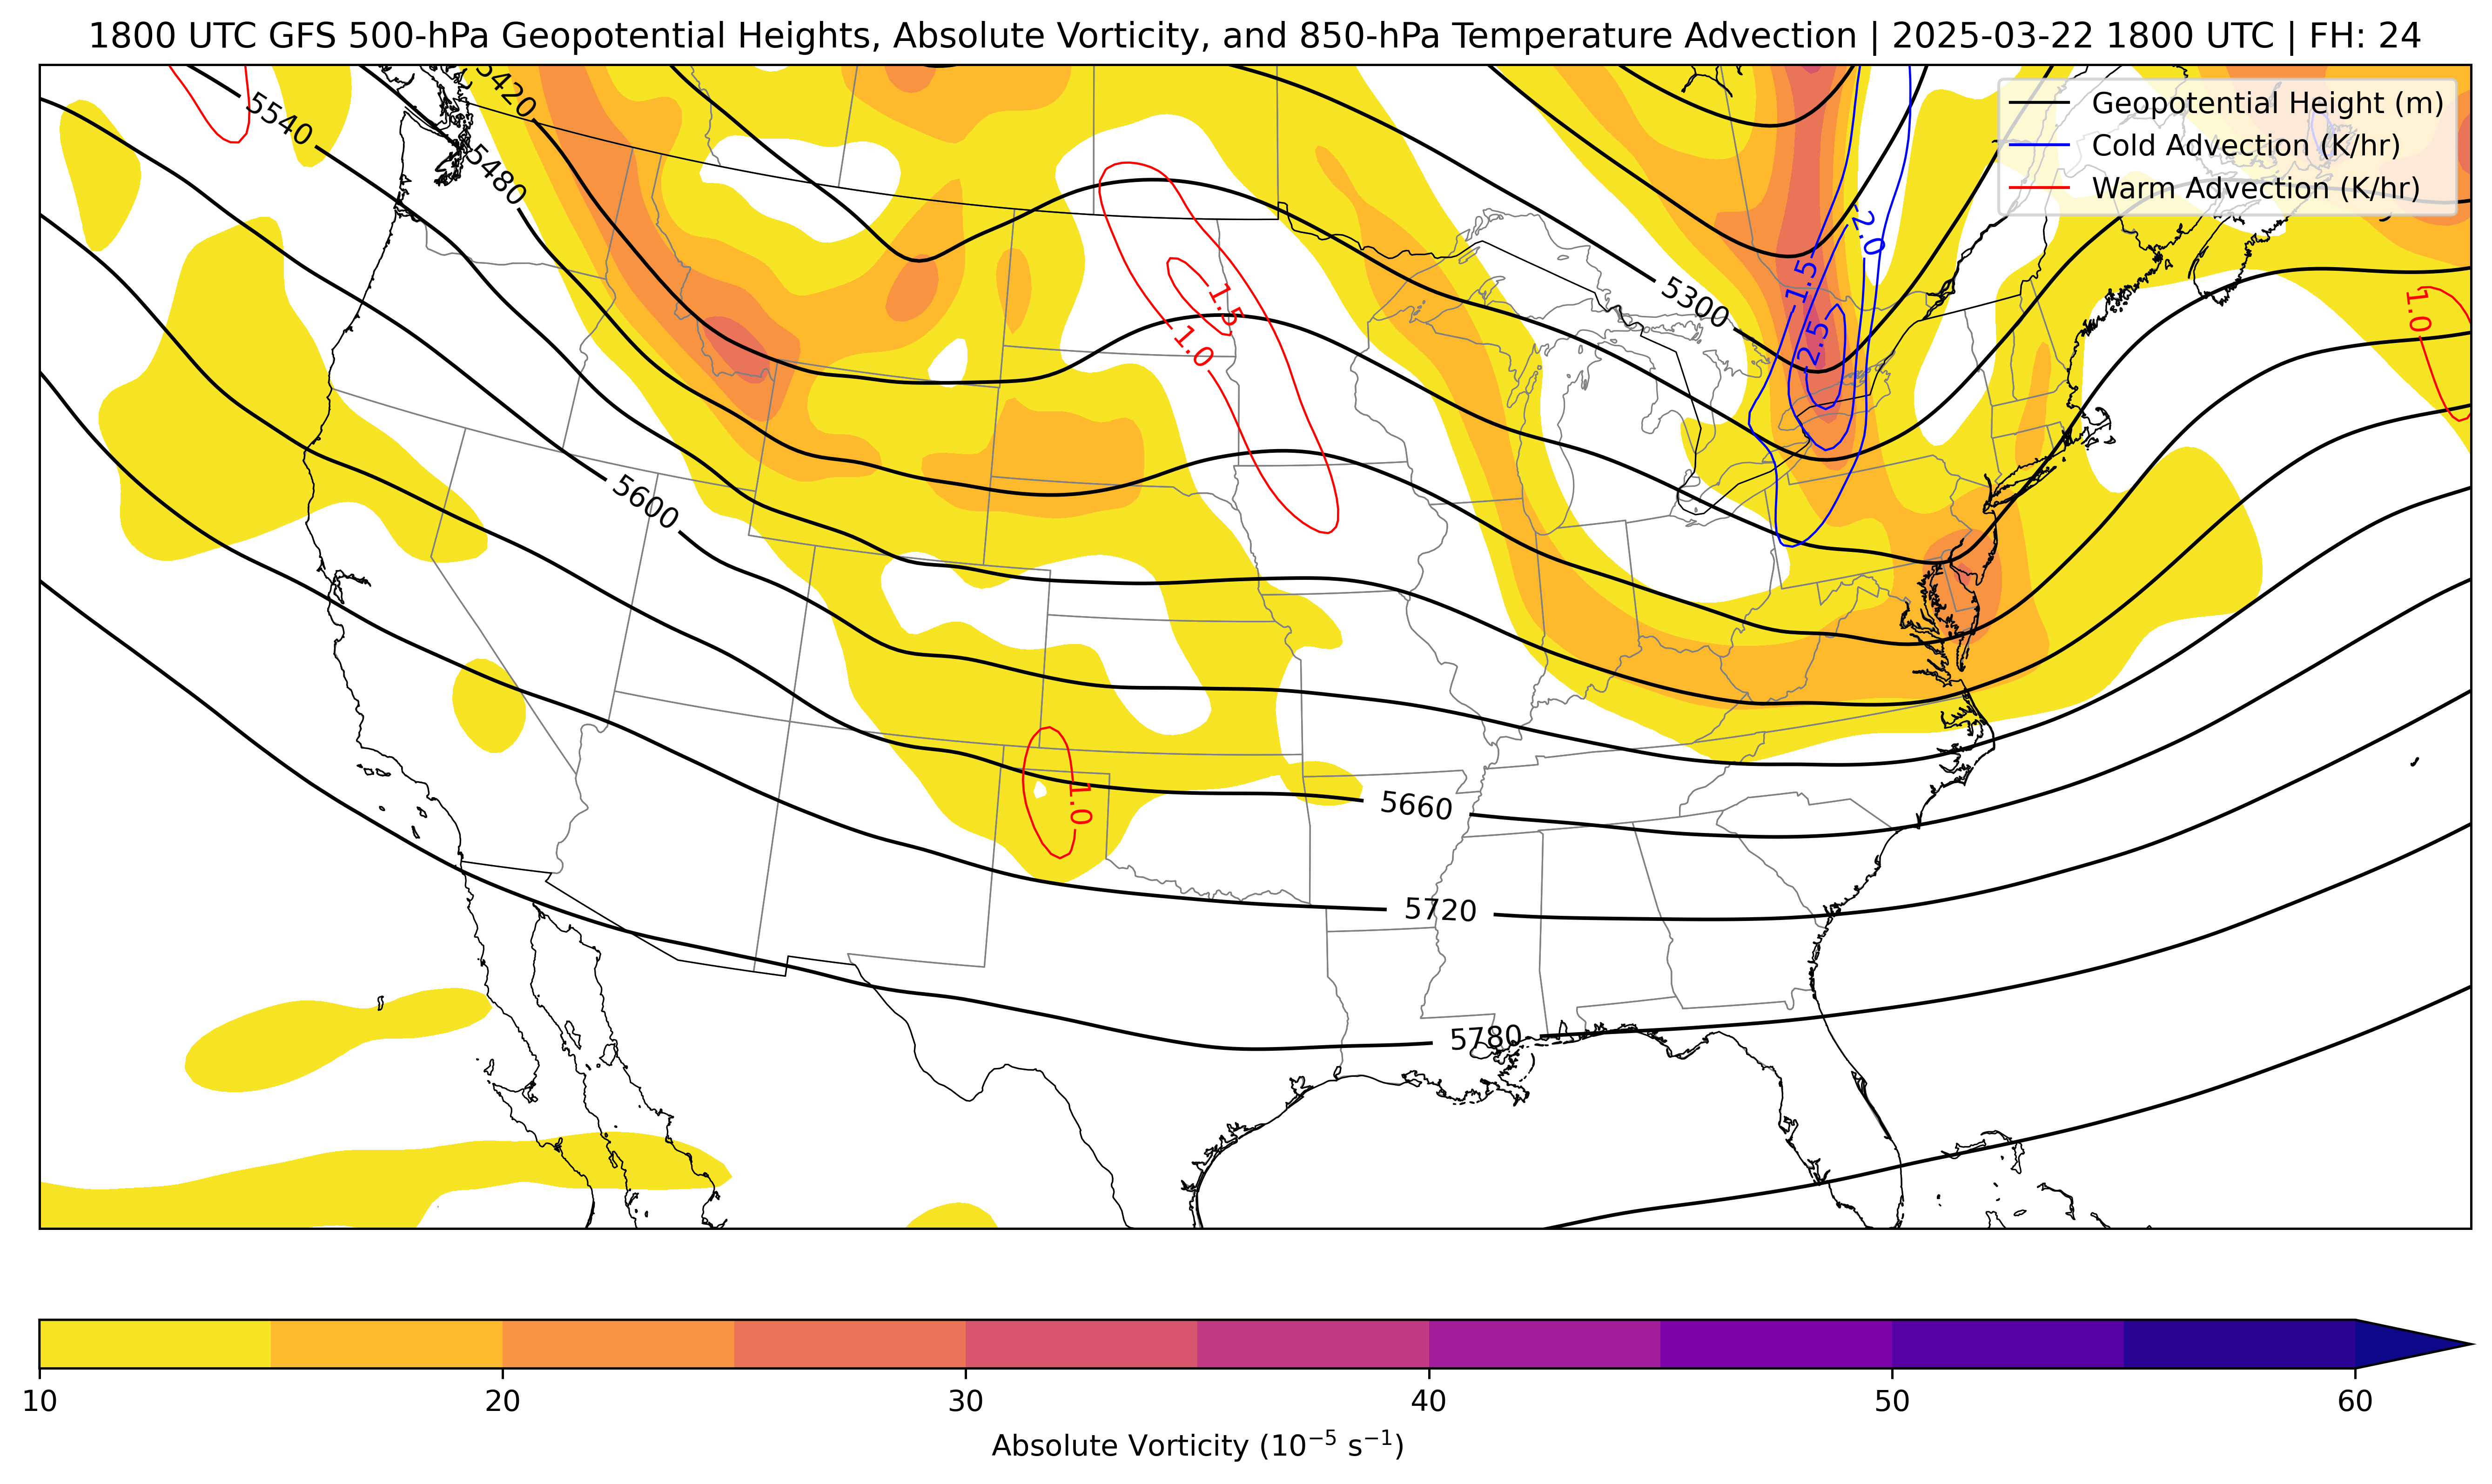 1800 UTC GFS 500-hPa Geopotential Heights, Absolute Vorticity, and 850-hPa Temperature Advection | 2025-03-22 1800 UTC | FH: 24
Geopotential Height (m)
Cold Advection (K/hr)
Warm Advection (K/hr)
5420
5540
5480
-2.0
-1.5
1.5
1.0
5300
1.0
-2.5
5600
1.0
5660
5720
5780
10 20 30 40 50 60
Absolute Vorticity (10⁻⁵ s⁻¹)